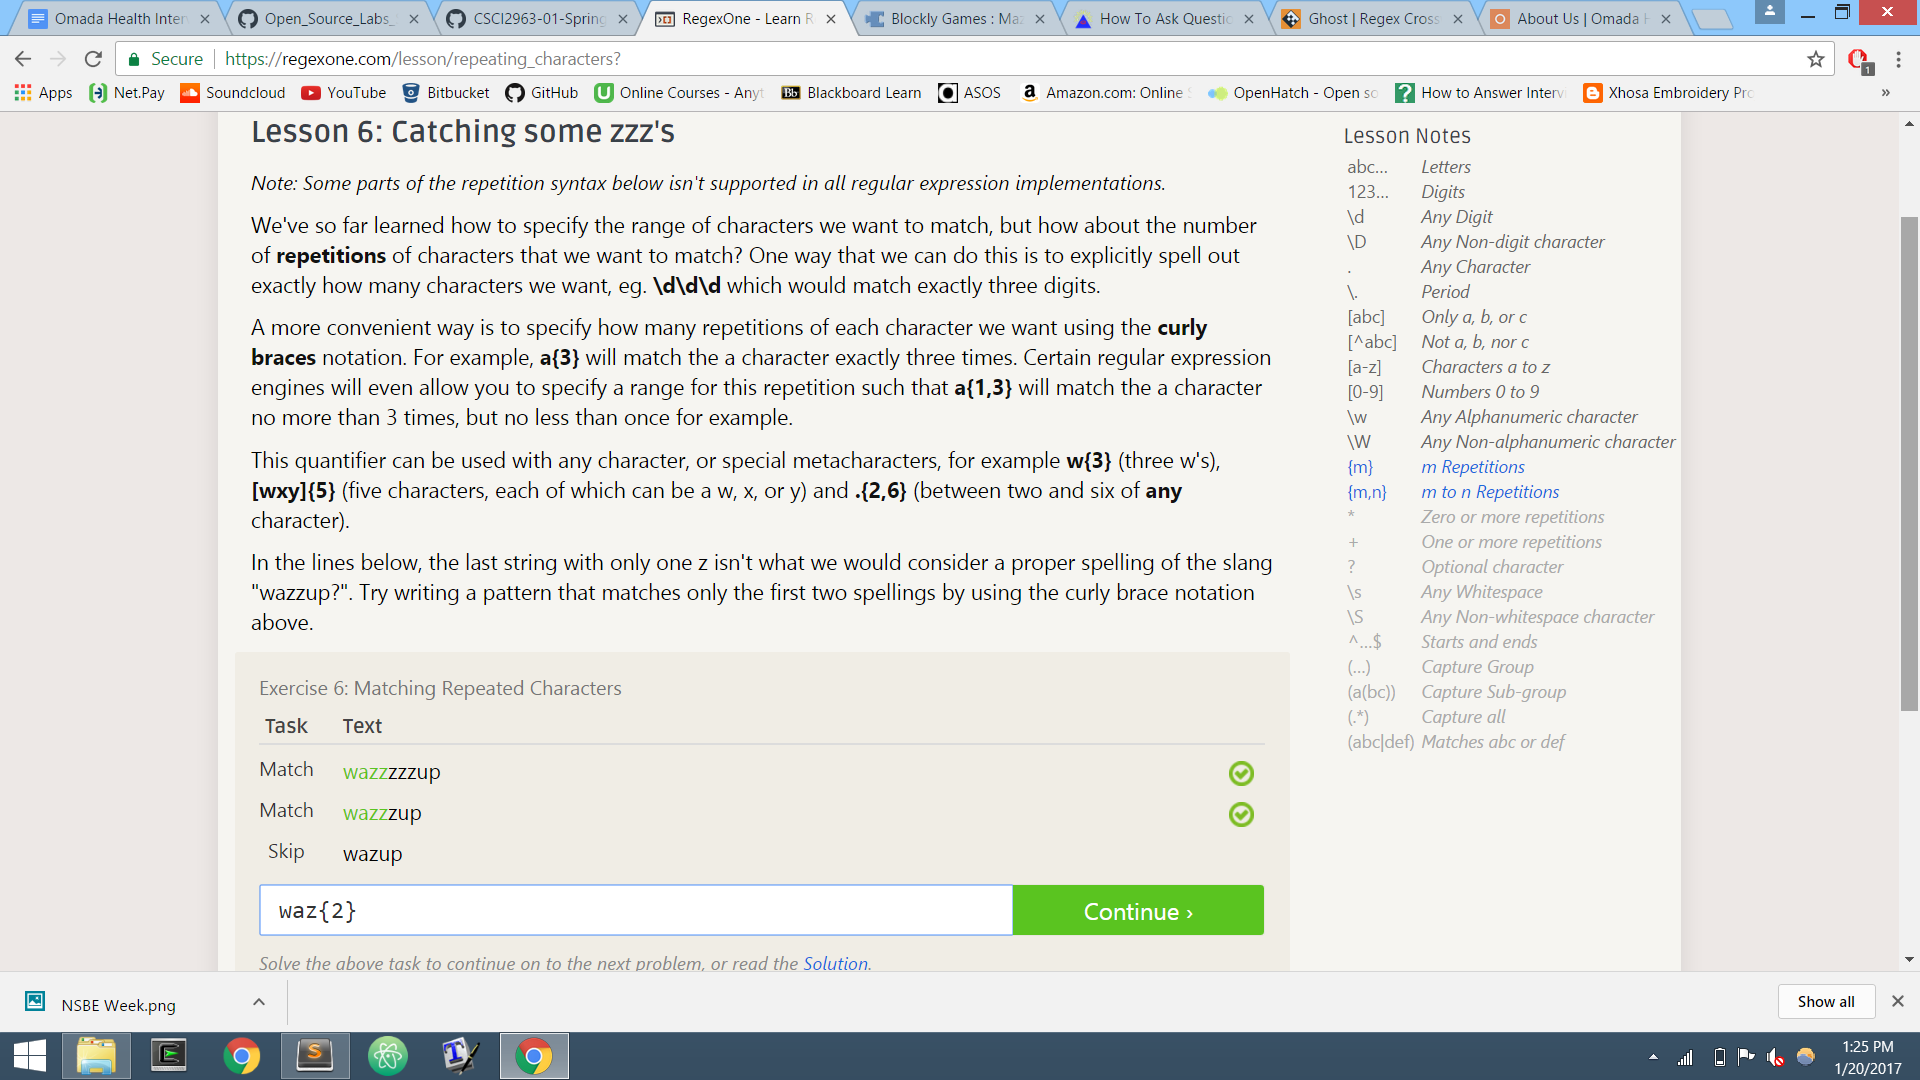 Omada Health Inter
Open_Source_Labs_
CSCI2963-01-Spring
RegexOne - Learn R
Blockly Games : Ma
How To Ask Questic
Ghost | Regex Cross
About Us | Omada H
Secure https://regexone.com/lesson/repeating_characters?
1
Apps Net.Pay Soundcloud YouTube Bitbucket GitHub Online Courses - Anyt Blackboard Learn ASOS Amazon.com: Online S OpenHatch - Open so How to Answer Interv Xhosa Embroidery Pro »
Lesson 6: Catching some zzz's
Note: Some parts of the repetition syntax below isn't supported in all regular expression implementations.
We've so far learned how to specify the range of characters we want to match, but how about the number
of repetitions of characters that we want to match? One way that we can do this is to explicitly spell out
exactly how many characters we want, eg. \d\d\d which would match exactly three digits.
A more convenient way is to specify how many repetitions of each character we want using the curly
braces notation. For example, a{3} will match the a character exactly three times. Certain regular expression
engines will even allow you to specify a range for this repetition such that a{1,3} will match the a character
no more than 3 times, but no less than once for example.
This quantifier can be used with any character, or special metacharacters, for example w{3} (three w's),
[wxy]{5} (five characters, each of which can be a w, x, or y) and .{2,6} (between two and six of any
character).
In the lines below, the last string with only one z isn't what we would consider a proper spelling of the slang
"wazzup?". Try writing a pattern that matches only the first two spellings by using the curly brace notation
above.
Exercise 6: Matching Repeated Characters
Task Text
Match wazzzzzup
Match wazzzup
Skip wazup
waz{2}
Continue ›
Solve the above task to continue on to the next problem, or read the Solution.
Lesson Notes
abc... Letters
123... Digits
\d Any Digit
\D Any Non-digit character
. Any Character
\. Period
[abc] Only a, b, or c
[^abc] Not a, b, nor c
[a-z] Characters a to z
[0-9] Numbers 0 to 9
\w Any Alphanumeric character
\W Any Non-alphanumeric character
{m} m Repetitions
{m,n} m to n Repetitions
* Zero or more repetitions
+ One or more repetitions
? Optional character
\s Any Whitespace
\S Any Non-whitespace character
^...$ Starts and ends
(...) Capture Group
(a(bc)) Capture Sub-group
(.*) Capture all
(abc|def) Matches abc or def
NSBE Week.png
Show all
1:25 PM
1/20/2017